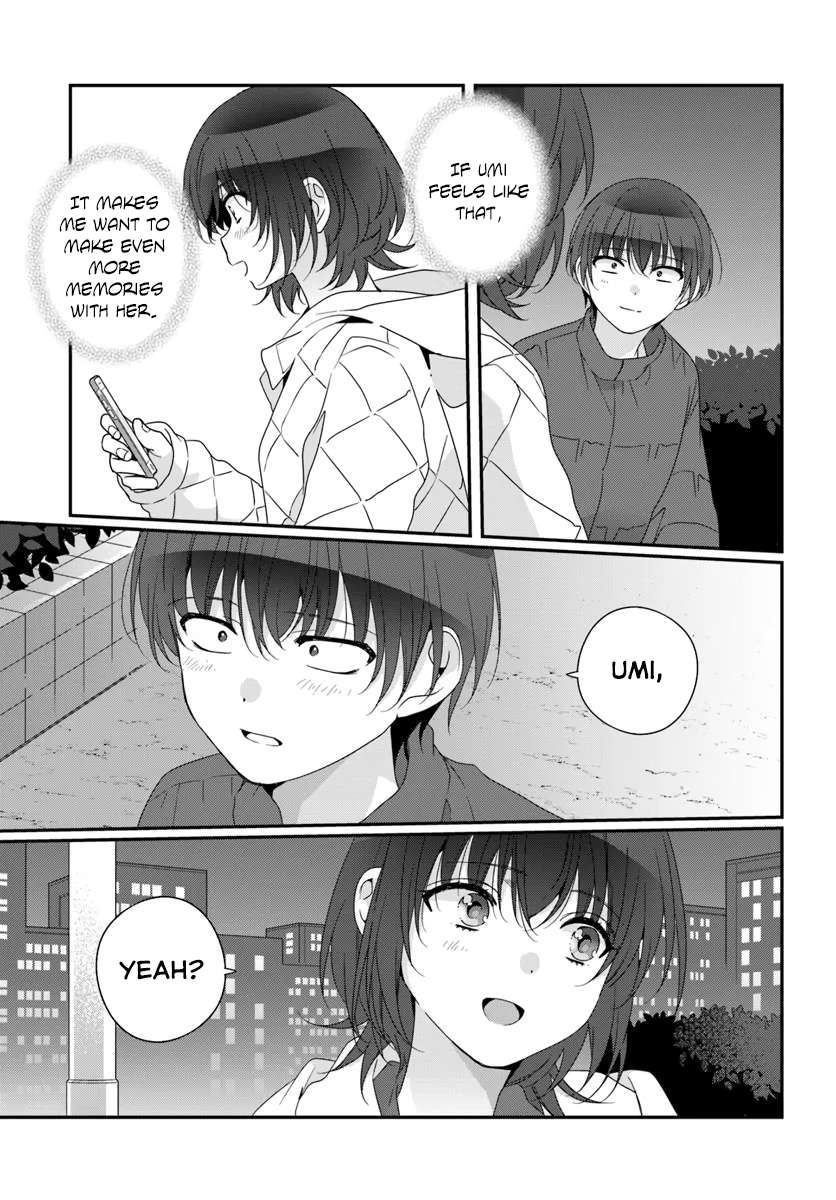 IF UMI
FEELS LIKE
THAT,
IT MAKES
ME WANT TO
MAKE EVEN
MORE
MEMORIES
WITH HER.
UMI,
YEAH?